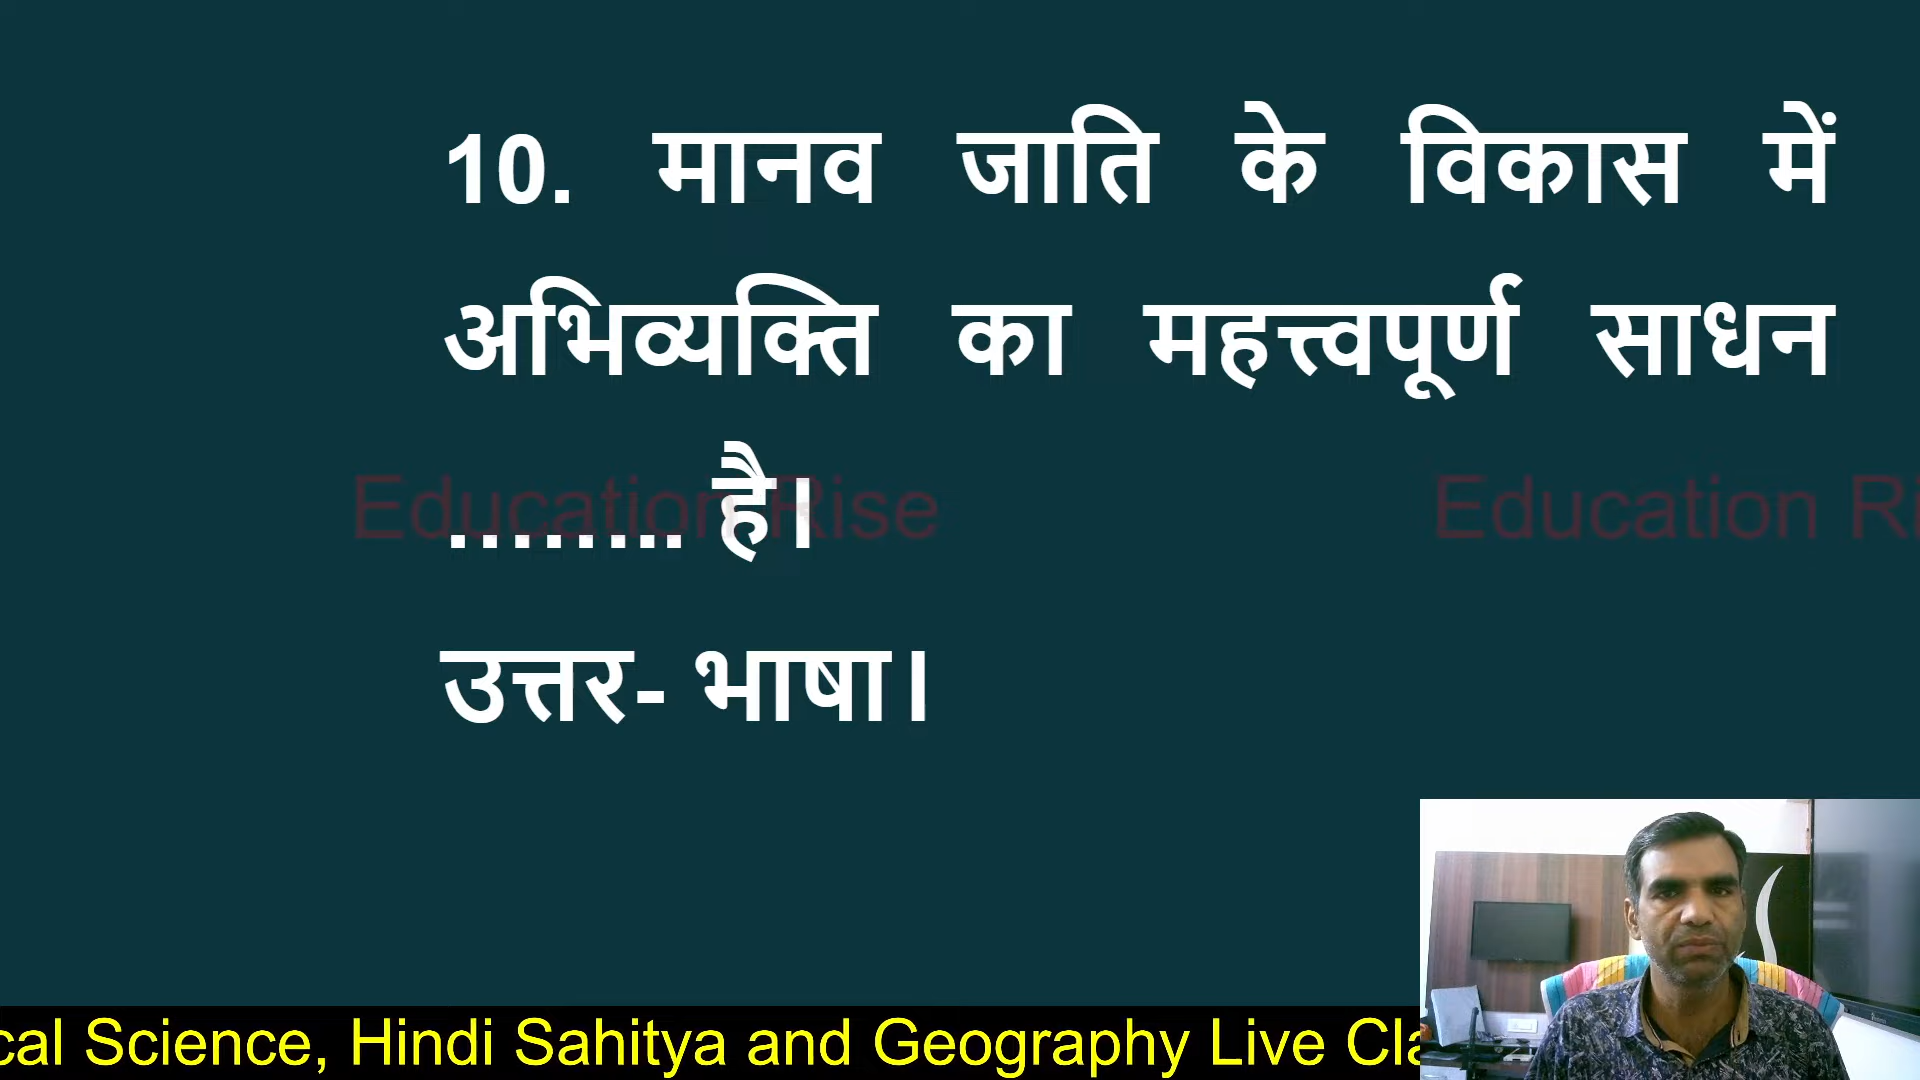 10. मानव जाति के विकास में
अभिव्यक्ति का महत्त्वपूर्ण साधन
........ है।
Education Rise
Education Ri
उत्तर- भाषा।
cal Science, Hindi Sahitya and Geography Live Cla